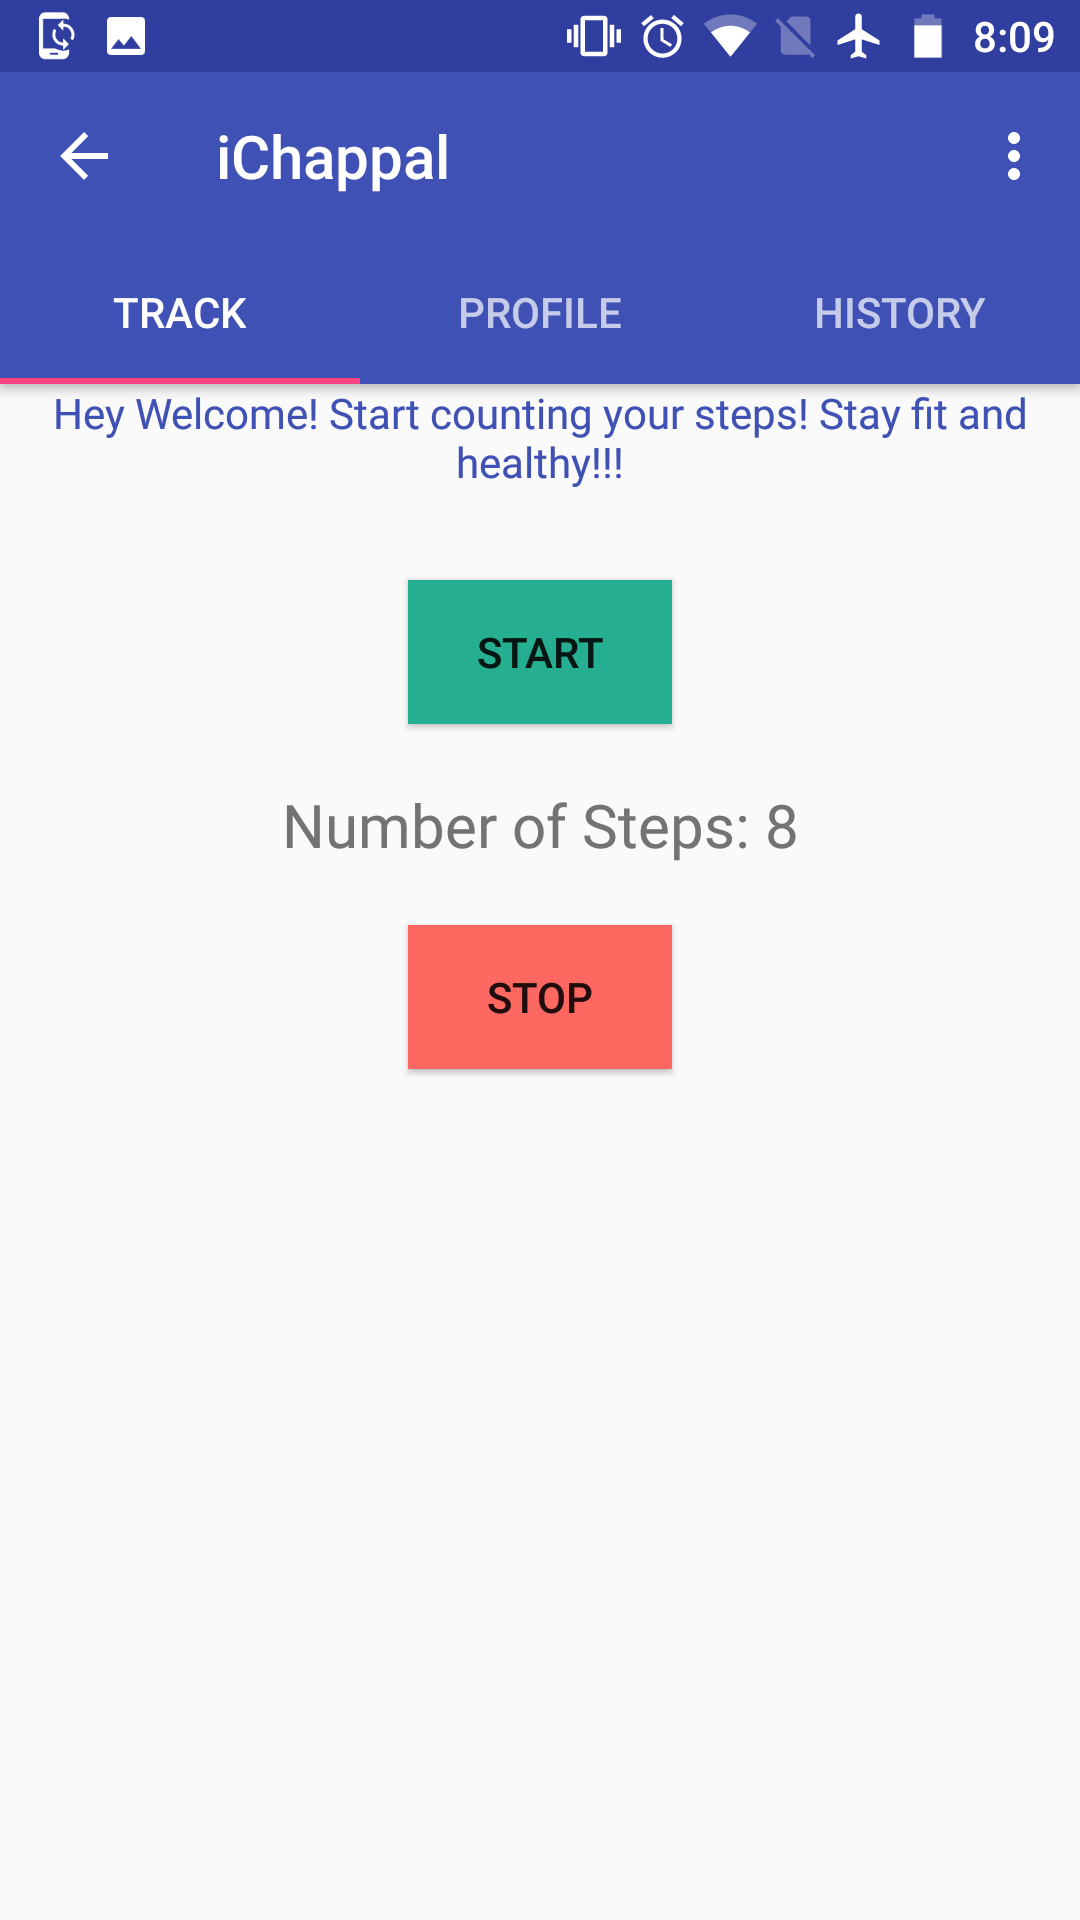 8:09
iChappal
TRACK PROFILE HISTORY
Hey Welcome! Start counting your steps! Stay fit and
healthy!!!
START
Number of Steps: 8
STOP